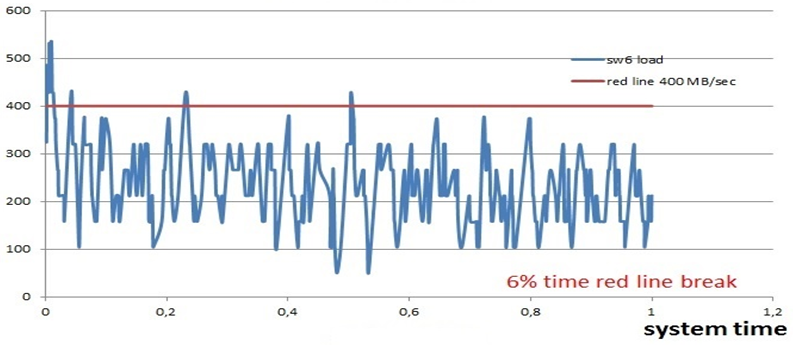 600
500
sw6 load
red line 400 MB/sec
400
300
200
100
6% time red line break
0
0 0,2 0,4 0,6 0,8 1 1,2
system time